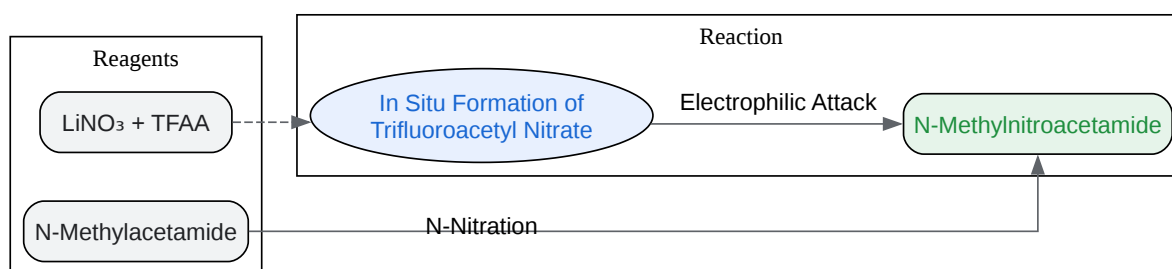 Reaction
Reagents
LiNO₃ + TFAA
In Situ Formation of
Trifluoroacetyl Nitrate
Electrophilic Attack
N-Methylnitroacetamide
N-Methylacetamide
N-Nitration